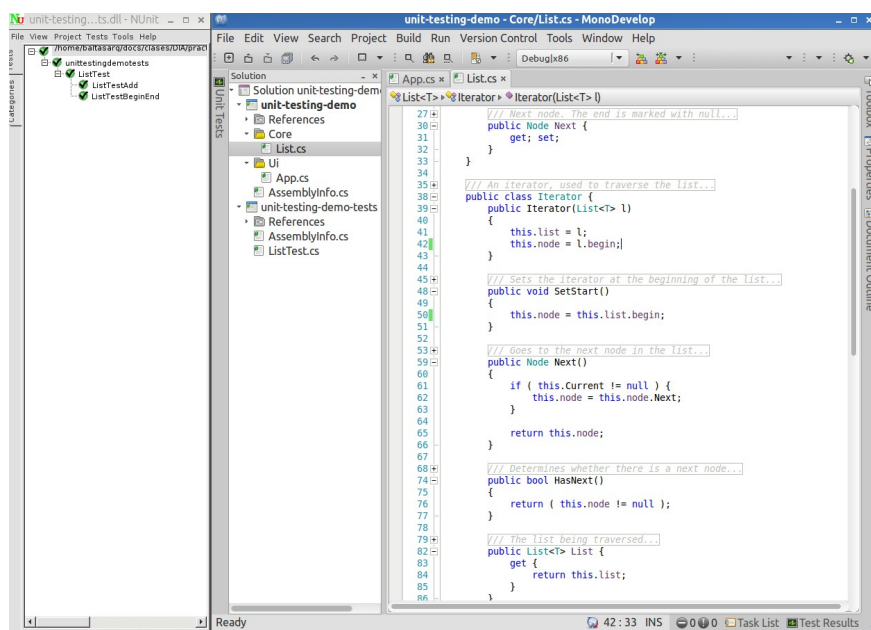 unit-testing...ts.dll - NUnit
File View Project Tests Tools Help
Tests
Categories
/home/baltasarq/docs/clases/DIA/pract
unittestingdemotests
ListTest
ListTestAdd
ListTestBeginEnd
unit-testing-demo - Core/List.cs - MonoDevelop
File Edit View Search Project Build Run Version Control Tools Window Help
Debug|x86
Unit Tests
Solution
Solution unit-testing-dem
unit-testing-demo
References
Core
List.cs
Ui
App.cs
AssemblyInfo.cs
unit-testing-demo-tests
References
AssemblyInfo.cs
ListTest.cs
App.cs × List.cs ×
List<T> Iterator Iterator(List<T> l)
27 /// Next node. The end is marked with null...
30 public Node Next {
31 get; set;
32 }
33 }
34
35 /// An iterator, used to traverse the list...
38 public class Iterator {
39 public Iterator(List<T> l)
40 {
41 this.list = l;
42 this.node = l.begin;
43 }
44
45 /// Sets the iterator at the beginning of the list...
48 public void SetStart()
49 {
50 this.node = this.list.begin;
51 }
52
53 /// Goes to the next node in the list...
59 public Node Next()
60 {
61 if ( this.Current != null ) {
62 this.node = this.node.Next;
63 }
64
65 return this.node;
66 }
67
68 /// Determines whether there is a next node...
74 public bool HasNext()
75 {
76 return ( this.node != null );
77 }
78
79 /// The list being traversed...
82 public List<T> List {
83 get {
84 return this.list;
85 }
86 }
Toolbox
Properties
Document Outline
Ready
42 : 33 INS 0 0 0 Task List Test Results